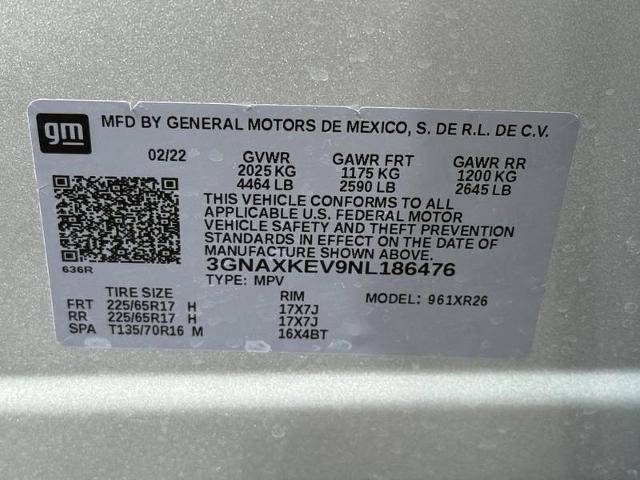 gm
MFD BY GENERAL MOTORS DE MEXICO, S. DE R.L. DE C.V.
02/22 GVWR GAWR FRT GAWR RR
2025 KG 1175 KG 1200 KG
4464 LB 2590 LB 2645 LB
THIS VEHICLE CONFORMS TO ALL
APPLICABLE U.S. FEDERAL MOTOR
VEHICLE SAFETY AND THEFT PREVENTION
STANDARDS IN EFFECT ON THE DATE OF
MANUFACTURE SHOWN ABOVE.
636R
3GNAXKEV9NL186476
TYPE: MPV
TIRE SIZE RIM MODEL: 961XR26
FRT 225/65R17 H 17X7J
RR 225/65R17 H 17X7J
SPA T135/70R16 M 16X4BT